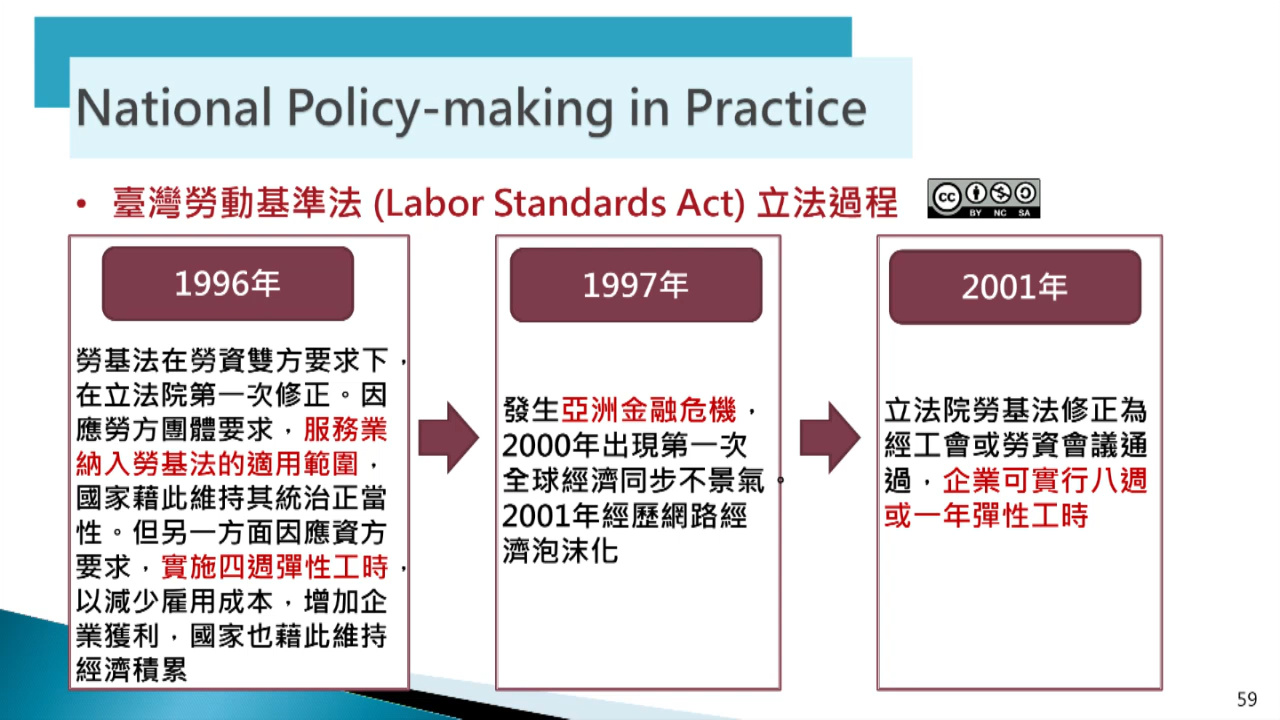 National Policy-making in Practice
• 臺灣勞動基準法 (Labor Standards Act) 立法過程
cc
BY NC SA
1996年
勞基法在勞資雙方要求下，
在立法院第一次修正。因
應勞方團體要求，服務業
納入勞基法的適用範圍，
國家藉此維持其統治正當
性。但另一方面因應資方
要求，實施四週彈性工時，
以減少雇用成本，增加企
業獲利，國家也藉此維持
經濟積累
1997年
發生亞洲金融危機，
2000年出現第一次
全球經濟同步不景氣。
2001年經歷網路經
濟泡沫化
2001年
立法院勞基法修正為
經工會或勞資會議通
過，企業可實行八週
或一年彈性工時
59